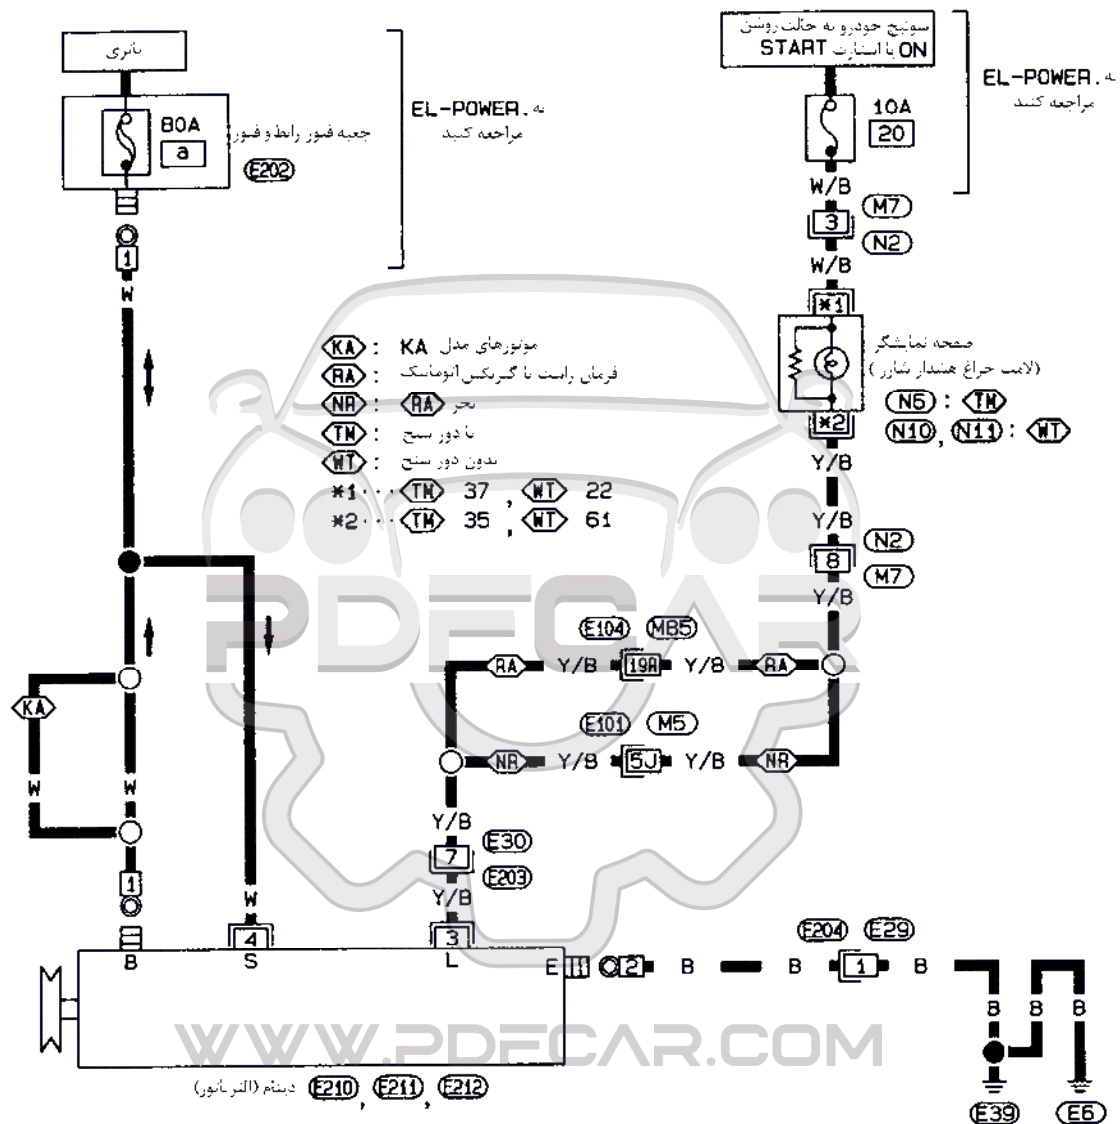 باتری
80A
a
جعبه فیوز رابط و فیوز
E202
EL-POWER. به
مراجعه کنید
سوئیچ خودرو به حالت روشن
ON یا استارت START
10A
20
EL-POWER. به
مراجعه کنید
W/B
3
M7
N2
W/B
*1
صفحه نمایشگر
(لامپ چراغ هشدار شارژ)
N6 : TM
N10, N11 : WT
*2
Y/B
Y/B
8
N2
M7
Y/B
1
W
KA : موتورهای مدل KA
RA : فرمان راست با گیربکس اتوماتیک
NR : بجز RA
TM : با دور سنج
WT : بدون دور سنج
*1 ··· TM 37 , WT 22
*2 ··· TM 35 , WT 61
E104 MB5
RA Y/B 19R Y/B RA
E101 M5
NR Y/B 5J Y/B NR
KA
W
W
1
W
4
Y/B
7
E30
E203
Y/B
3
B
S
L
E
2
B
B
E204 E29
1
B
B
B
B
E39
E6
دینام (آلترناتور) E210, E211, E212
PDFCAR
WWW.PDFCAR.COM